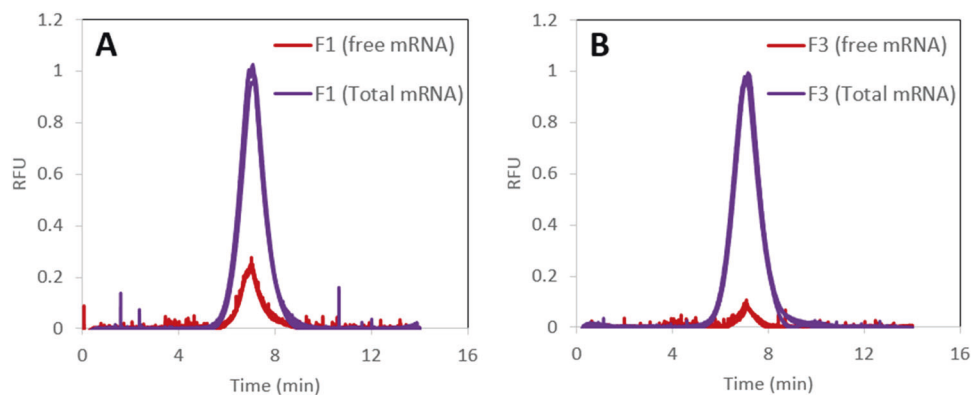 A
F1 (free mRNA)
F1 (Total mRNA)
RFU
1.2
1
0.8
0.6
0.4
0.2
0
0
4
8
12
16
Time (min)
B
F3 (free mRNA)
F3 (Total mRNA)
RFU
1.2
1
0.8
0.6
0.4
0.2
0
0
4
8
12
16
Time (min)